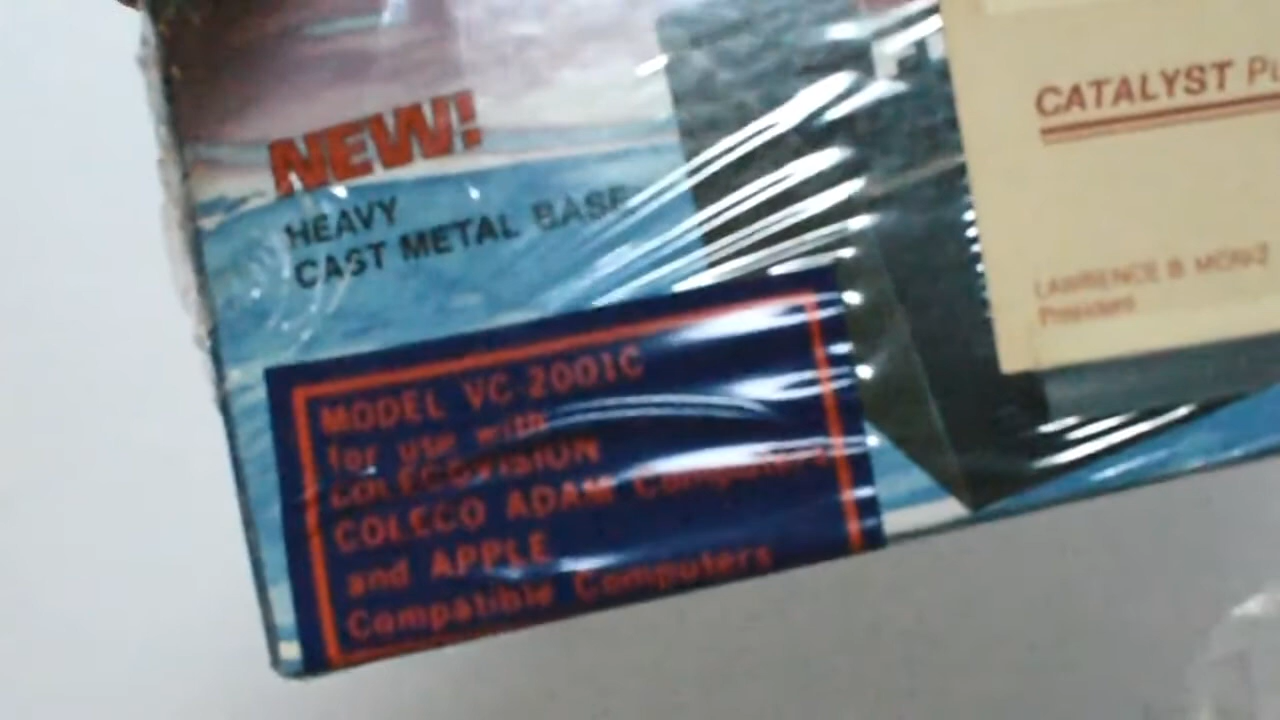 NEW!
HEAVY
CAST METAL BASE
CATALYST
LAWRENCE B
President
MODEL VC-2001C
for use with
COLECOVISION
COLECO ADAM Computers
and APPLE
Compatible Computers